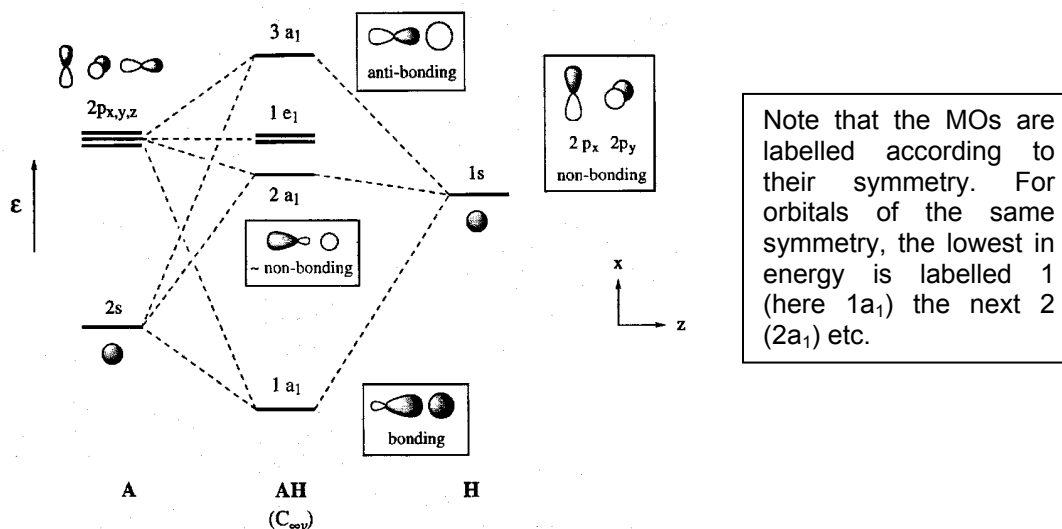 3 a₁
anti-bonding
2pₓ,ᵧ,z
1 e₁
2 pₓ 2pᵧ
non-bonding
1s
2 a₁
ε
~ non-bonding
2s
x
z
1 a₁
bonding
A AH H
(C∞ᵥ)
Note that the MOs are
labelled according to
their symmetry. For
orbitals of the same
symmetry, the lowest in
energy is labelled 1
(here 1a₁) the next 2
(2a₁) etc.